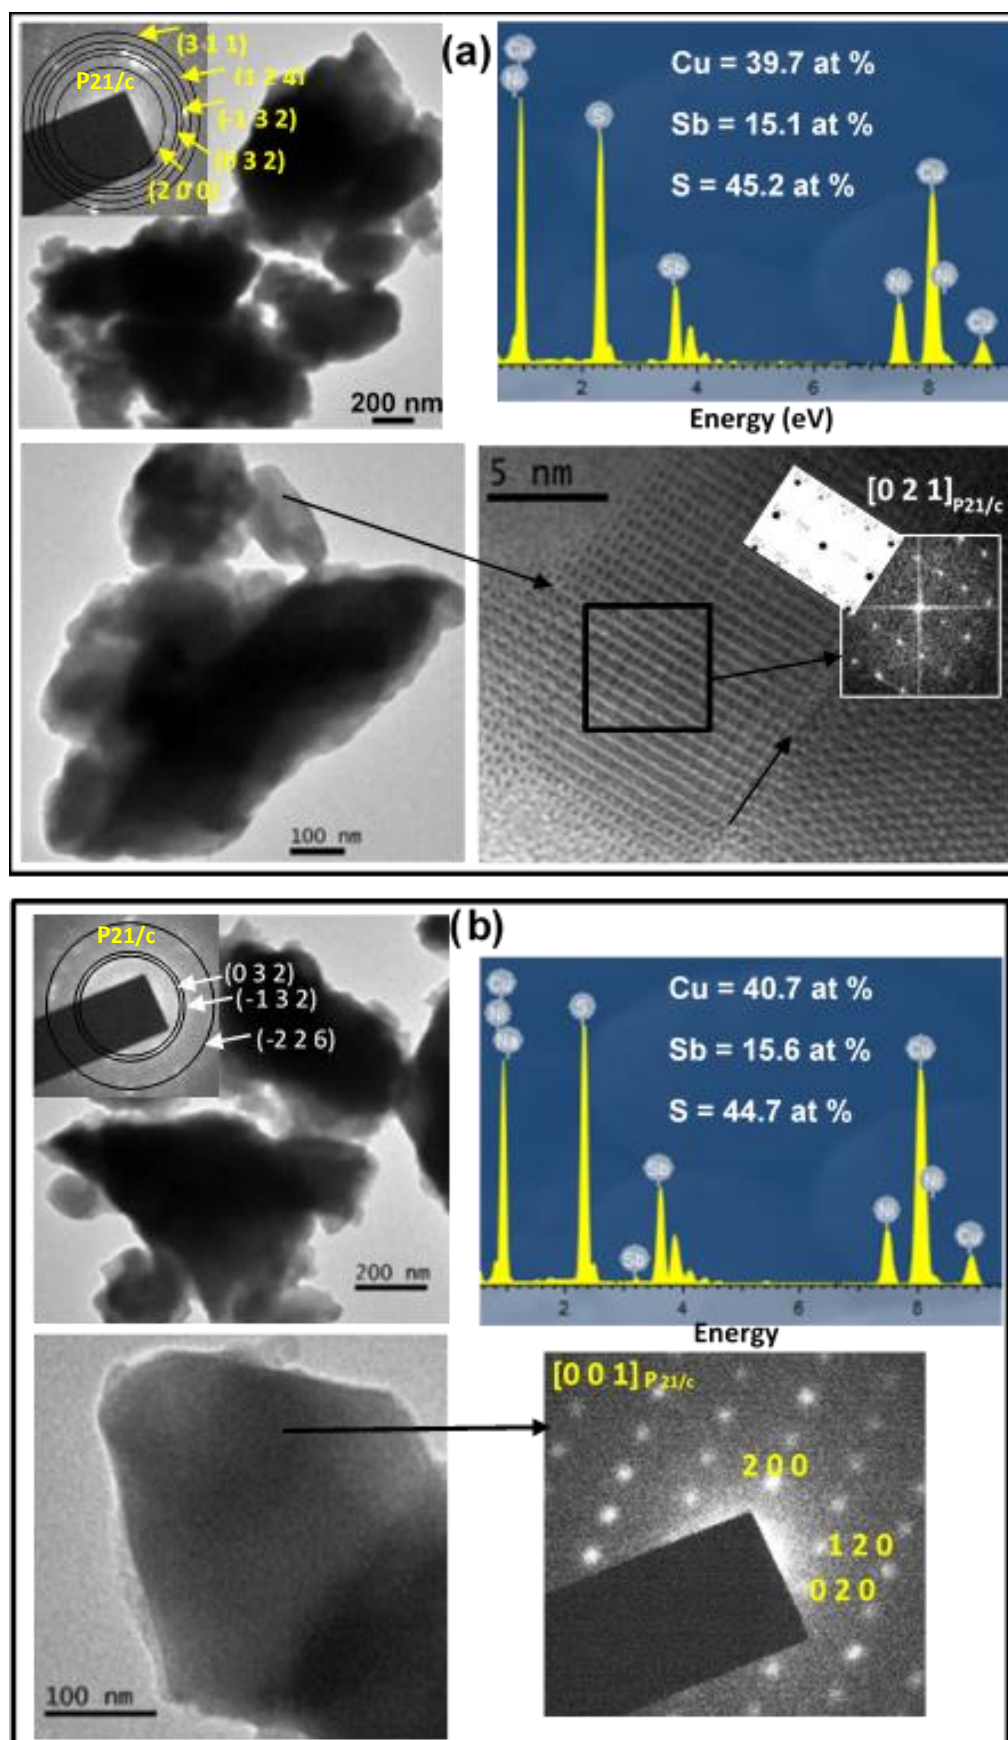 (a)
P21/c
(3 1 1)
(1 2 4)
(-1 3 2)
(0 3 2)
(2 0 0)
200 nm
Cu
Ni
S
Sb
Ni
Cu
Ni
Cu
Cu = 39.7 at %
Sb = 15.1 at %
S = 45.2 at %
2 4 6 8
Energy (eV)
100 nm
5 nm
[0 2 1]P21/c
(b)
P21/c
(0 3 2)
(-1 3 2)
(-2 2 6)
200 nm
Cu
Ni
Na
S
Sb
Sb
Ni
Cu
Ni
Cu
Cu = 40.7 at %
Sb = 15.6 at %
S = 44.7 at %
2 4 6 8
Energy
100 nm
[0 0 1] P 21/c
2 0 0
1 2 0
0 2 0